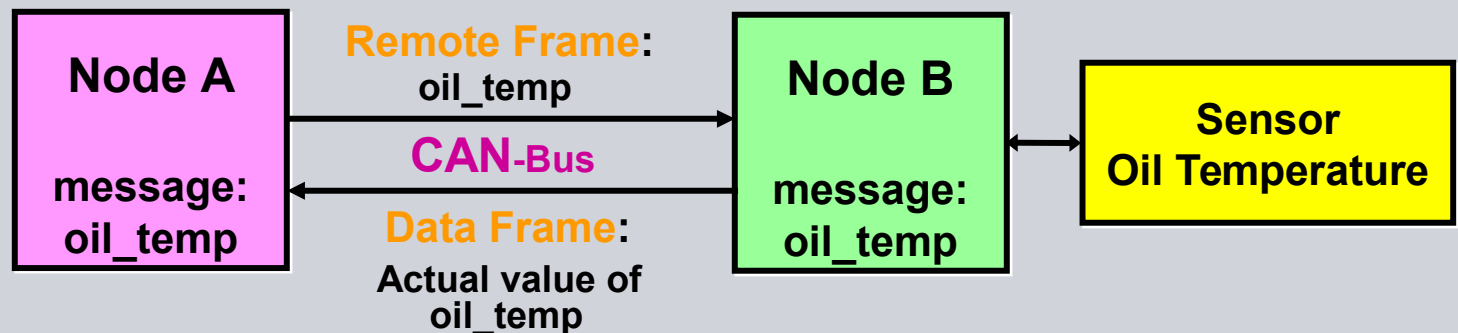 Node A
message:
oil_temp
Remote Frame:
oil_temp
CAN-Bus
Data Frame:
Actual value of
oil_temp
Node B
message:
oil_temp
Sensor
Oil Temperature